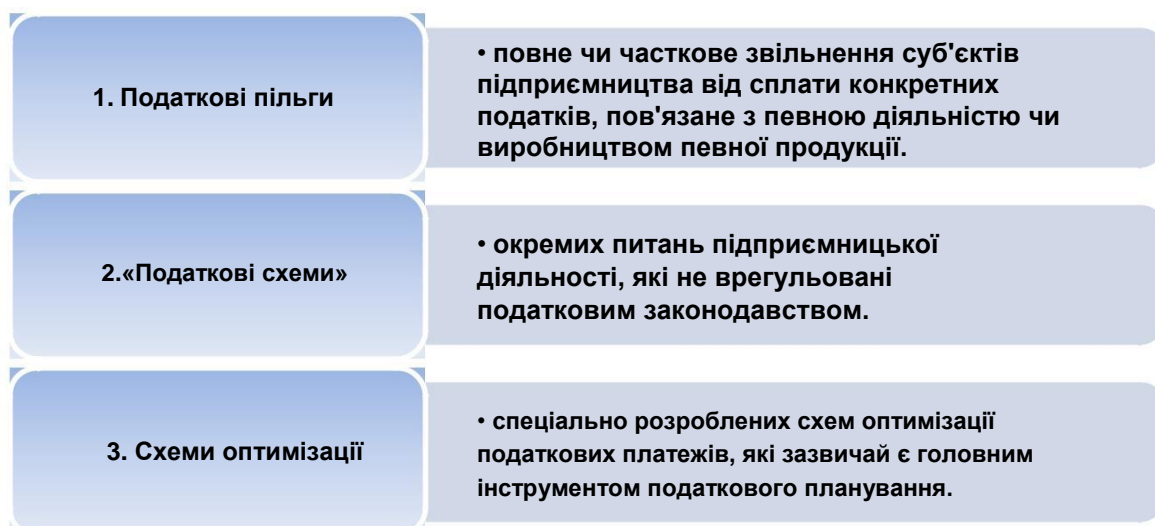 1. Податкові пільги
• повне чи часткове звільнення суб'єктів
підприємництва від сплати конкретних
податків, пов'язане з певною діяльністю чи
виробництвом певної продукції.
2.«Податкові схеми»
• окремих питань підприємницької
діяльності, які не врегульовані
податковим законодавством.
3. Схеми оптимізації
• спеціально розроблених схем оптимізації
податкових платежів, які зазвичай є головним
інструментом податкового планування.